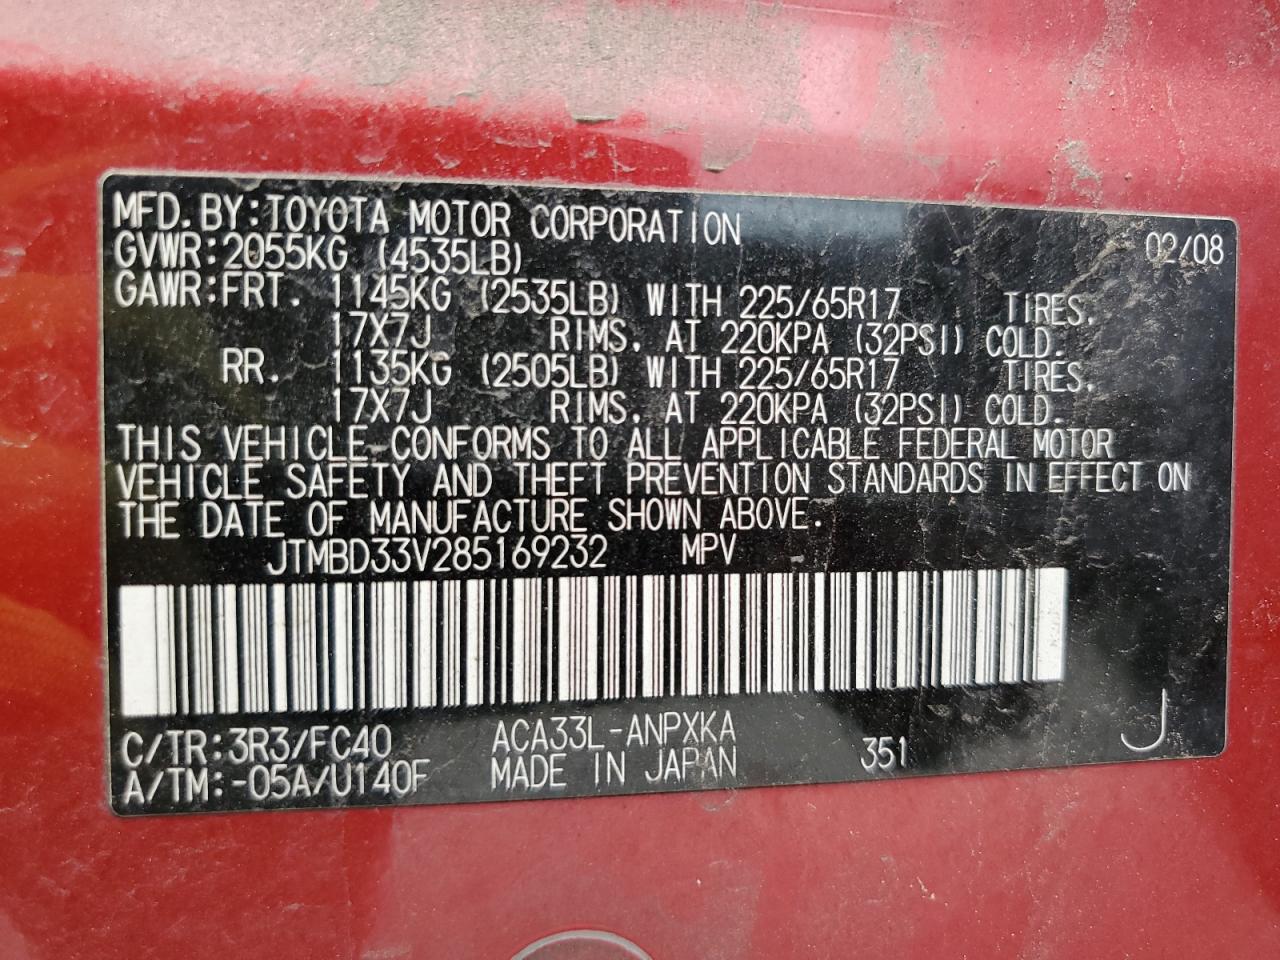 MFD.BY:TOYOTA MOTOR CORPORATION 02/08
GVWR:2055KG (4535LB)
GAWR:FRT. 1145KG (2535LB) WITH 225/65R17 TIRES.
17X7J RIMS. AT 220KPA (32PSI) COLD.
RR. 1135KG (2505LB) WITH 225/65R17 TIRES.
17X7J RIMS. AT 220KPA (32PSI) COLD.
THIS VEHICLE CONFORMS TO ALL APPLICABLE FEDERAL MOTOR
VEHICLE SAFETY AND THEFT PREVENTION STANDARDS IN EFFECT ON
THE DATE OF MANUFACTURE SHOWN ABOVE.
JTMBD33V285169232 MPV
C/TR:3R3/FC40 ACA33L-ANPXKA 351 J
A/TM:-05A/U140F MADE IN JAPAN